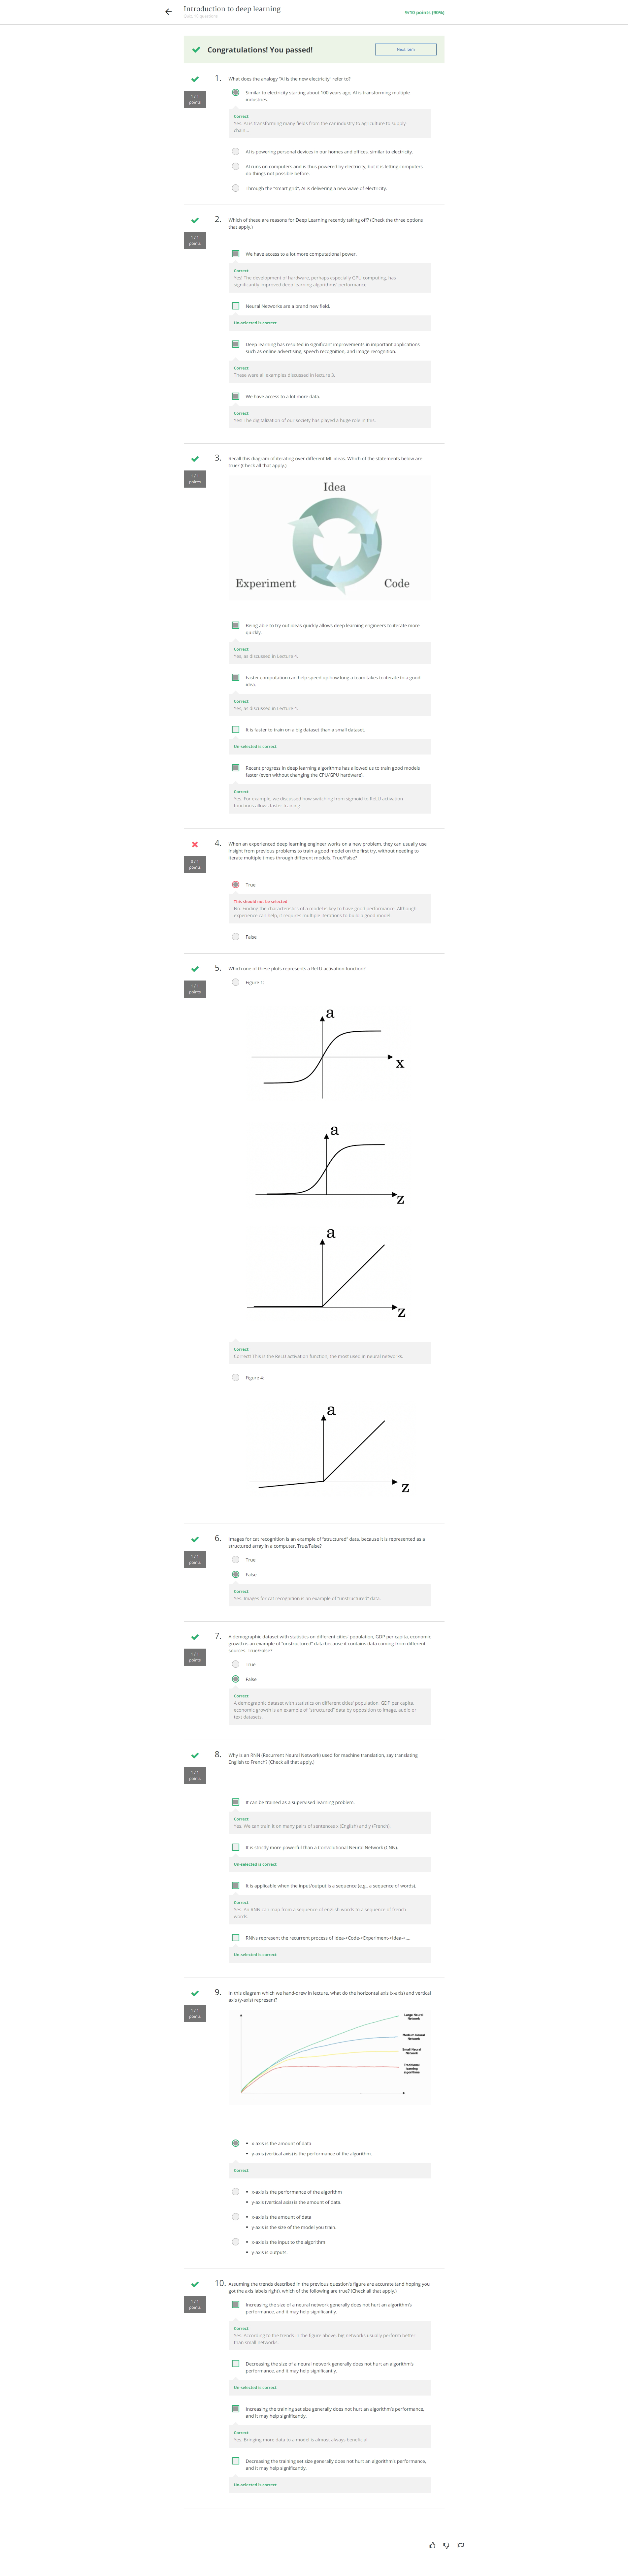 Introduction to deep learning
Quiz, 10 questions
9/10 points (90%)
Congratulations! You passed!
Next Item
1.
1 / 1
points
What does the analogy "AI is the new electricity" refer to?
Similar to electricity starting about 100 years ago, AI is transforming multiple
industries.
Correct
Yes. AI is transforming many fields from the car industry to agriculture to supply-
chain...
AI is powering personal devices in our homes and offices, similar to electricity.
AI runs on computers and is thus powered by electricity, but it is letting computers
do things not possible before.
Through the "smart grid", AI is delivering a new wave of electricity.
2.
1 / 1
points
Which of these are reasons for Deep Learning recently taking off? (Check the three options
that apply.)
We have access to a lot more computational power.
Correct
Yes! The development of hardware, perhaps especially GPU computing, has
significantly improved deep learning algorithms' performance.
Neural Networks are a brand new field.
Un-selected is correct
Deep learning has resulted in significant improvements in important applications
such as online advertising, speech recognition, and image recognition.
Correct
These were all examples discussed in lecture 3.
We have access to a lot more data.
Correct
Yes! The digitalization of our society has played a huge role in this.
3.
1 / 1
points
Recall this diagram of iterating over different ML ideas. Which of the statements below are
true? (Check all that apply.)
Idea
Experiment
Code
Being able to try out ideas quickly allows deep learning engineers to iterate more
quickly.
Correct
Yes, as discussed in Lecture 4.
Faster computation can help speed up how long a team takes to iterate to a good
idea.
Correct
Yes, as discussed in Lecture 4.
It is faster to train on a big dataset than a small dataset.
Un-selected is correct
Recent progress in deep learning algorithms has allowed us to train good models
faster (even without changing the CPU/GPU hardware).
Correct
Yes. For example, we discussed how switching from sigmoid to ReLU activation
functions allows faster training.
4.
0 / 1
points
When an experienced deep learning engineer works on a new problem, they can usually use
insight from previous problems to train a good model on the first try, without needing to
iterate multiple times through different models. True/False?
True
This should not be selected
No. Finding the characteristics of a model is key to have good performance. Although
experience can help, it requires multiple iterations to build a good model.
False
5.
1 / 1
points
Which one of these plots represents a ReLU activation function?
Figure 1:
a
x
a
z
a
z
Correct
Correct! This is the ReLU activation function, the most used in neural networks.
Figure 4:
a
z
6.
1 / 1
points
Images for cat recognition is an example of "structured" data, because it is represented as a
structured array in a computer. True/False?
True
False
Correct
Yes. Images for cat recognition is an example of "unstructured" data.
7.
1 / 1
points
A demographic dataset with statistics on different cities' population, GDP per capita, economic
growth is an example of "unstructured" data because it contains data coming from different
sources. True/False?
True
False
Correct
A demographic dataset with statistics on different cities' population, GDP per capita,
economic growth is an example of "structured" data by opposition to image, audio or
text datasets.
8.
1 / 1
points
Why is an RNN (Recurrent Neural Network) used for machine translation, say translating
English to French? (Check all that apply.)
It can be trained as a supervised learning problem.
Correct
Yes. We can train it on many pairs of sentences x (English) and y (French).
It is strictly more powerful than a Convolutional Neural Network (CNN).
Un-selected is correct
It is applicable when the input/output is a sequence (e.g., a sequence of words).
Correct
Yes. An RNN can map from a sequence of english words to a sequence of french
words.
RNNs represent the recurrent process of Idea->Code->Experiment->Idea->....
Un-selected is correct
9.
1 / 1
points
In this diagram which we hand-drew in lecture, what do the horizontal axis (x-axis) and vertical
axis (y-axis) represent?
Large Neural
Network
Medium Neural
Network
Small Neural
Network
Traditional
learning
algorithms
• x-axis is the amount of data
• y-axis (vertical axis) is the performance of the algorithm.
Correct
• x-axis is the performance of the algorithm
• y-axis (vertical axis) is the amount of data.
• x-axis is the amount of data
• y-axis is the size of the model you train.
• x-axis is the input to the algorithm
• y-axis is outputs.
10.
1 / 1
points
Assuming the trends described in the previous question's figure are accurate (and hoping you
got the axis labels right), which of the following are true? (Check all that apply.)
Increasing the size of a neural network generally does not hurt an algorithm's
performance, and it may help significantly.
Correct
Yes. According to the trends in the figure above, big networks usually perform better
than small networks.
Decreasing the size of a neural network generally does not hurt an algorithm's
performance, and it may help significantly.
Un-selected is correct
Increasing the training set size generally does not hurt an algorithm's performance,
and it may help significantly.
Correct
Yes. Bringing more data to a model is almost always beneficial.
Decreasing the training set size generally does not hurt an algorithm's performance,
and it may help significantly.
Un-selected is correct